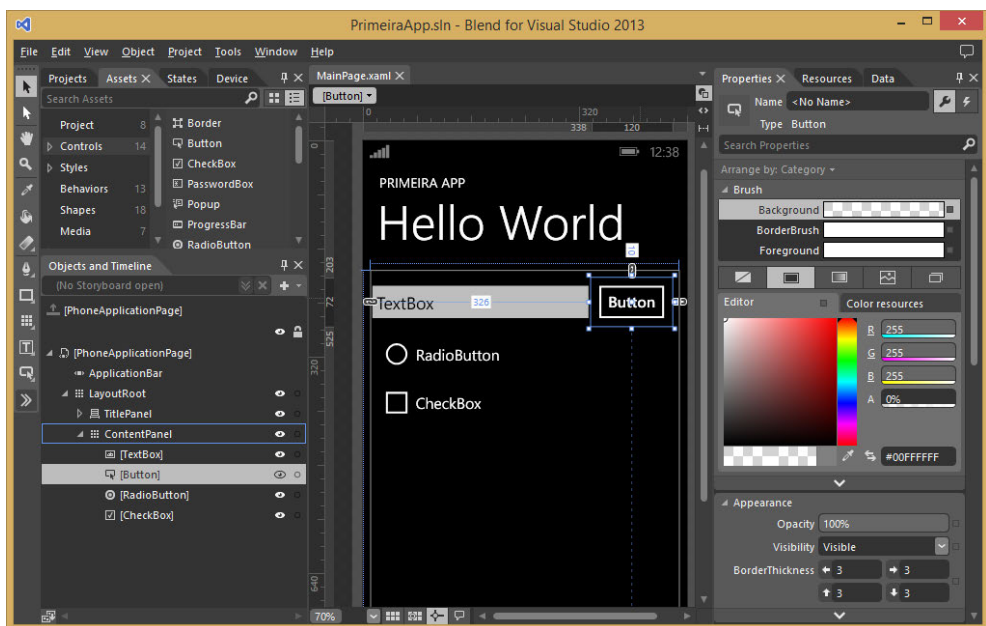 PrimeiraApp.sln - Blend for Visual Studio 2013
File Edit View Object Project Tools Window Help
Projects Assets States Device
Search Assets
Project 8
Controls 14
Styles
Behaviors 13
Shapes 18
Media 7
Border
Button
CheckBox
PasswordBox
Popup
ProgressBar
RadioButton
Objects and Timeline
(No Storyboard open)
[PhoneApplicationPage]
[PhoneApplicationPage]
ApplicationBar
LayoutRoot
TitlePanel
ContentPanel
[TextBox]
[Button]
[RadioButton]
[CheckBox]
MainPage.xaml
[Button]
0 320
338 120
0
203
72
525
320
640
12:38
PRIMEIRA APP
Hello World
10
TextBox 326 Button
RadioButton
CheckBox
70%
Properties Resources Data
Name <No Name>
Type Button
Search Properties
Arrange by: Category
Brush
Background
BorderBrush
Foreground
Editor Color resources
R 255
G 255
B 255
A 0%
#00FFFFFF
Appearance
Opacity 100%
Visibility Visible
BorderThickness 3 3
3 3